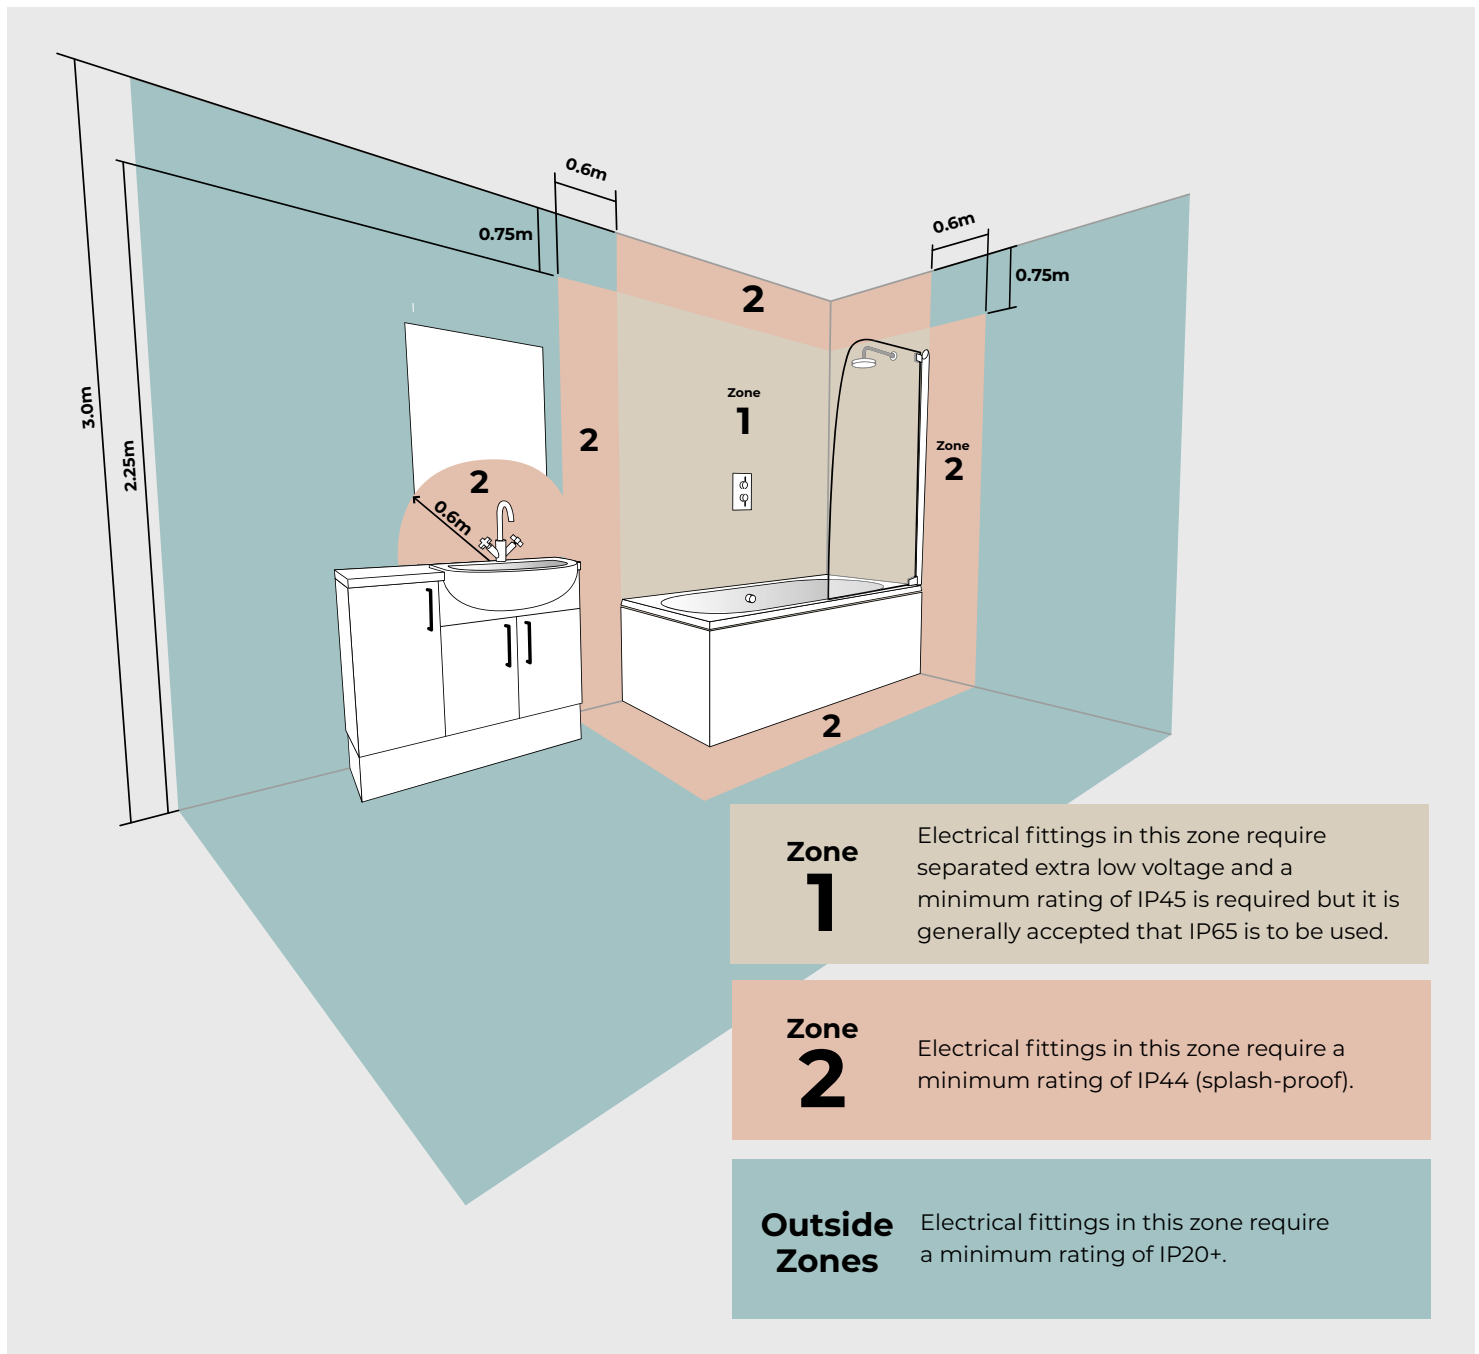 0.6m
0.75m
0.6m
0.75m
2
3.0m
2.25m
Zone
1
2
Zone
2
2
0.6m
2
Zone
1
Electrical fittings in this zone require
separated extra low voltage and a
minimum rating of IP45 is required but it is
generally accepted that IP65 is to be used.
Zone
2
Electrical fittings in this zone require a
minimum rating of IP44 (splash-proof).
Outside
Zones
Electrical fittings in this zone require
a minimum rating of IP20+.